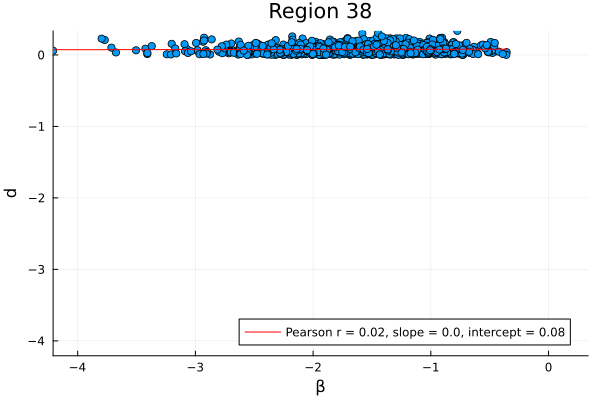 Region 38
d
0
−1
−2
−3
−4
Pearson r = 0.02, slope = 0.0, intercept = 0.08
−4 −3 −2 −1 0
β